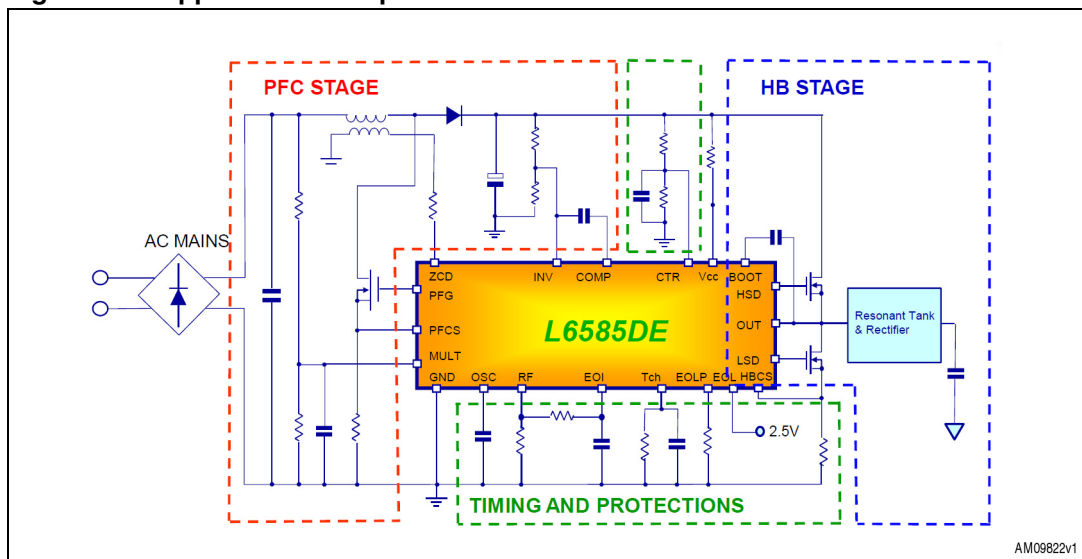 PFC STAGE
HB STAGE
AC MAINS
ZCD
INV
COMP
CTR
Vcc
BOOT
PFG
HSD
PFCS
L6585DE
OUT
Resonant Tank
& Rectifier
MULT
LSD
GND
OSC
RF
EOI
Tch
EOLP
EOL
HBCS
2.5V
TIMING AND PROTECTIONS
AM09822v1